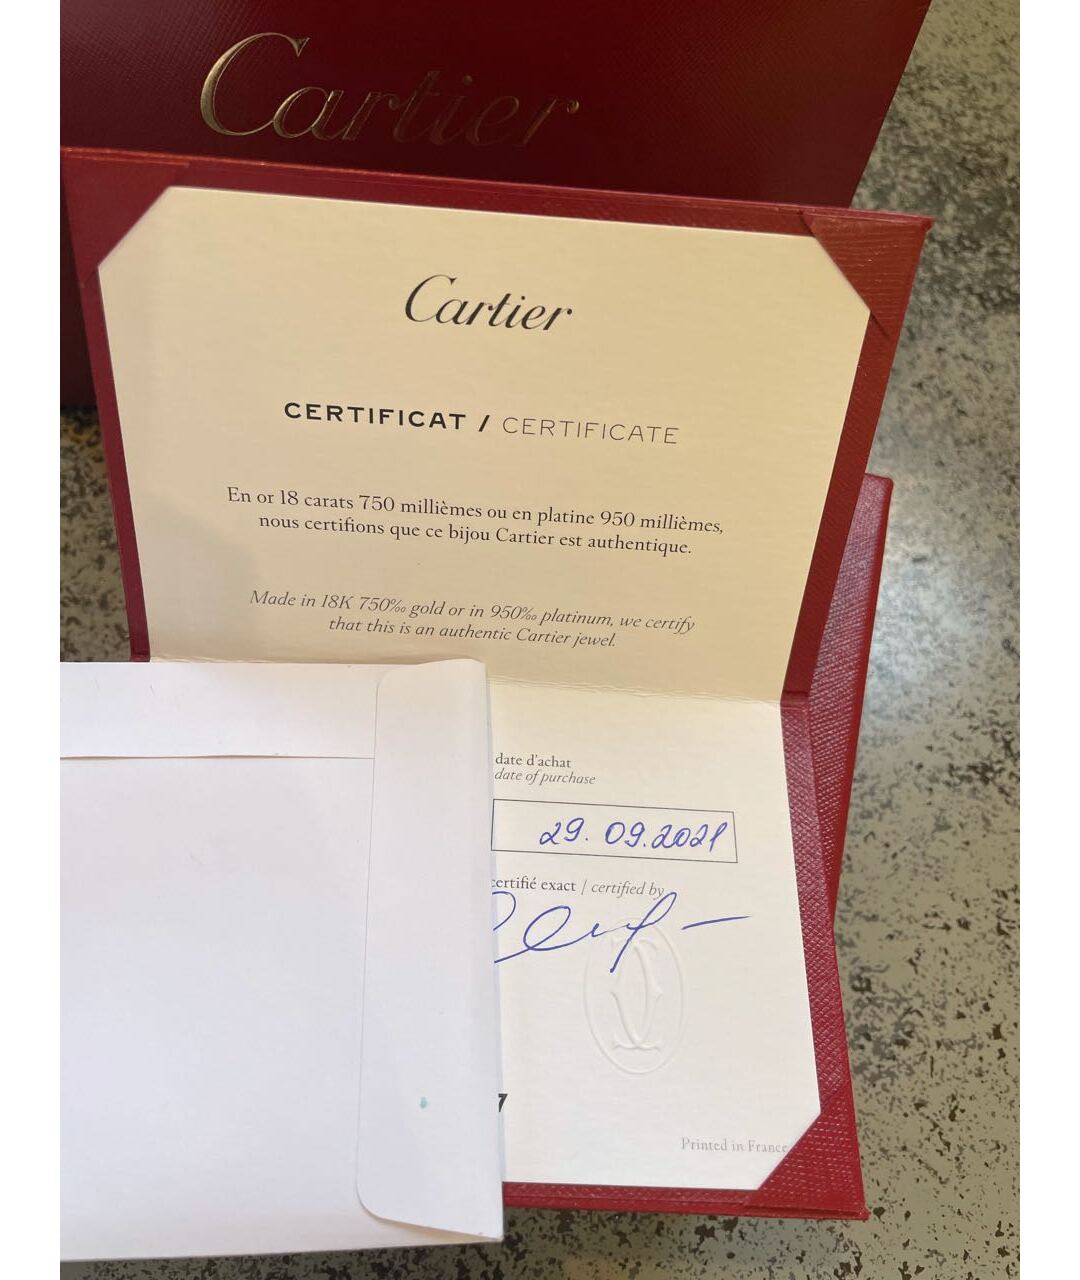 Cartier
Cartier
CERTIFICAT / CERTIFICATE
En or 18 carats 750 millièmes ou en platine 950 millièmes,
nous certifions que ce bijou Cartier est authentique.
Made in 18K 750‰ gold or in 950‰ platinum, we certify
that this is an authentic Cartier jewel.
date d'achat
date of purchase
29.09.2021
certifié exact / certified by
7
Printed in France